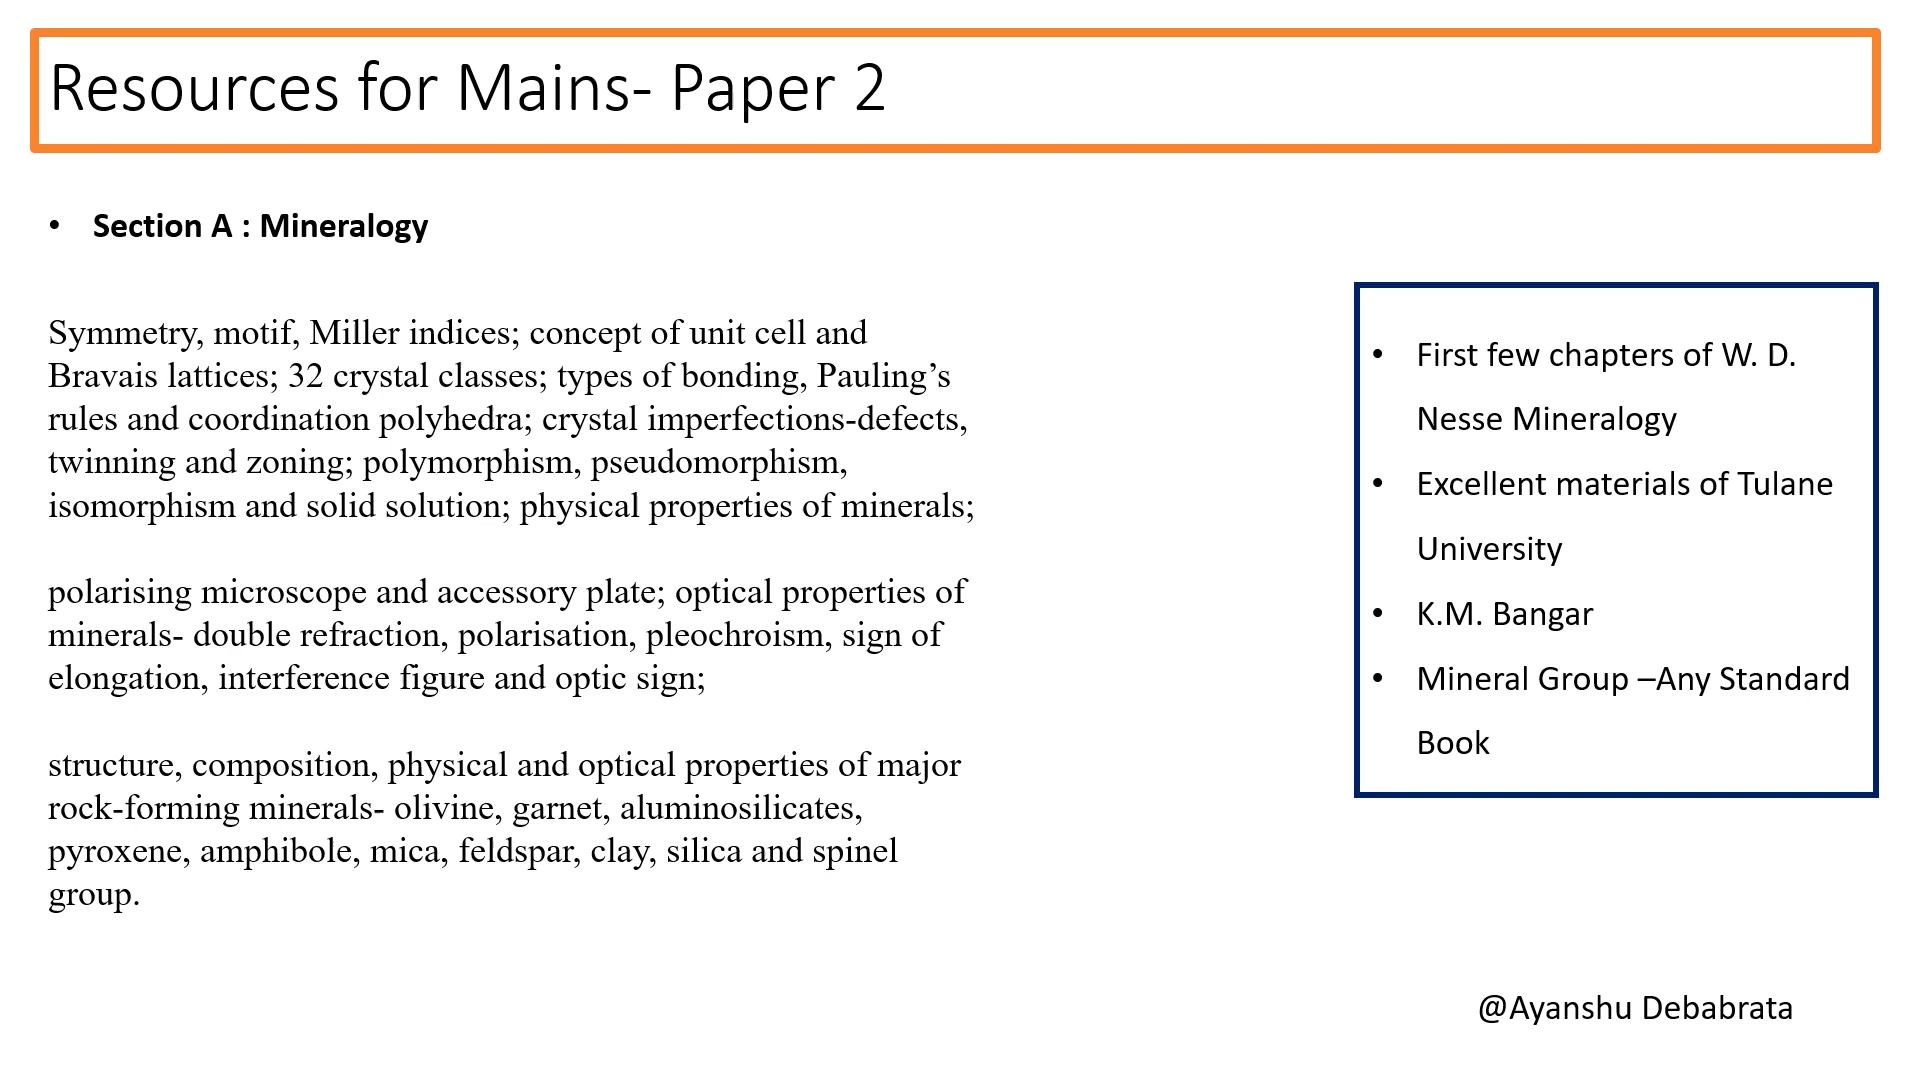 Resources for Mains- Paper 2
• Section A : Mineralogy
Symmetry, motif, Miller indices; concept of unit cell and
Bravais lattices; 32 crystal classes; types of bonding, Pauling’s
rules and coordination polyhedra; crystal imperfections-defects,
twinning and zoning; polymorphism, pseudomorphism,
isomorphism and solid solution; physical properties of minerals;
polarising microscope and accessory plate; optical properties of
minerals- double refraction, polarisation, pleochroism, sign of
elongation, interference figure and optic sign;
structure, composition, physical and optical properties of major
rock-forming minerals- olivine, garnet, aluminosilicates,
pyroxene, amphibole, mica, feldspar, clay, silica and spinel
group.
• First few chapters of W. D.
Nesse Mineralogy
• Excellent materials of Tulane
University
• K.M. Bangar
• Mineral Group –Any Standard
Book
@Ayanshu Debabrata